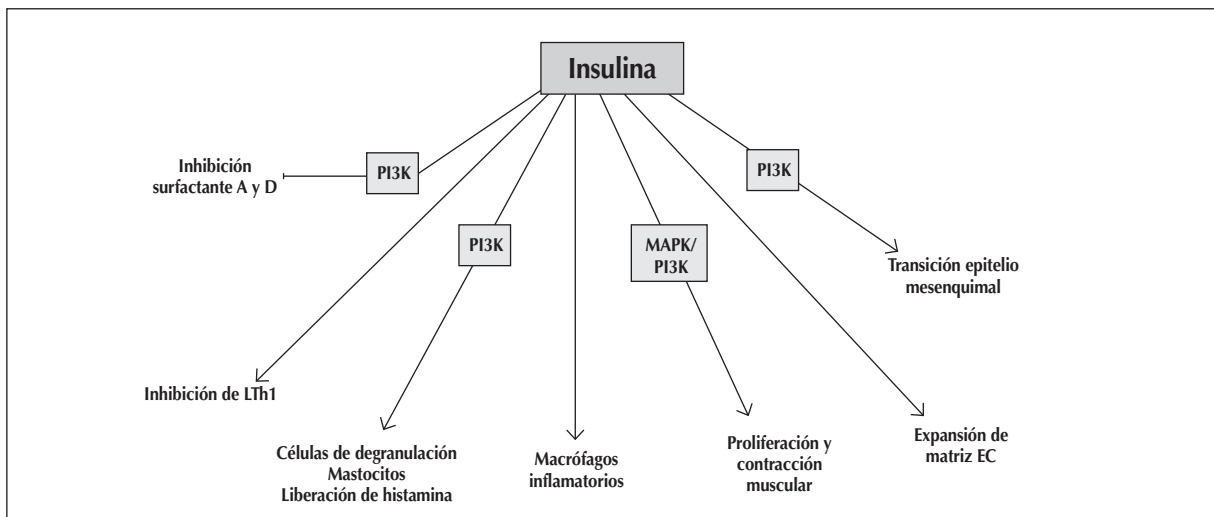 Insulina
PI3K
Inhibición
surfactante A y D
PI3K
PI3K
MAPK/
PI3K
Transición epitelio
mesenquimal
Inhibición de LTh1
Células de degranulación
Mastocitos
Liberación de histamina
Macrófagos
inflamatorios
Proliferación y
contracción
muscular
Expansión de
matriz EC